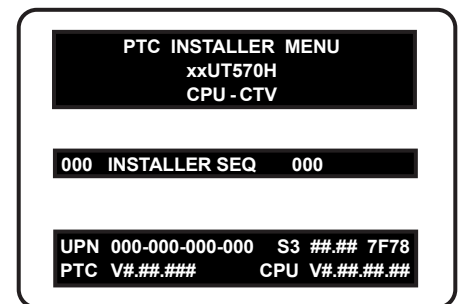 PTC INSTALLER MENU
xxUT570H
CPU - CTV
000 INSTALLER SEQ 000
UPN 000-000-000-000 S3 ##.## 7F78
PTC V#.##.### CPU V#.##.##.##